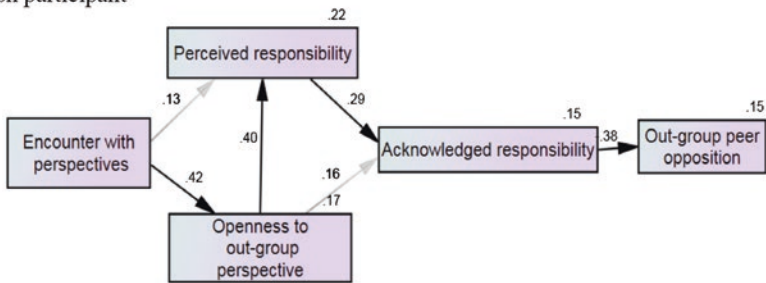 on participant
.22
Perceived responsibility
.13
.29
.40
.15
.15
Encounter with
perspectives
Acknowledged responsibility
-.38
Out-group peer
opposition
.42
.16
.17
Openness to
out-group
perspective